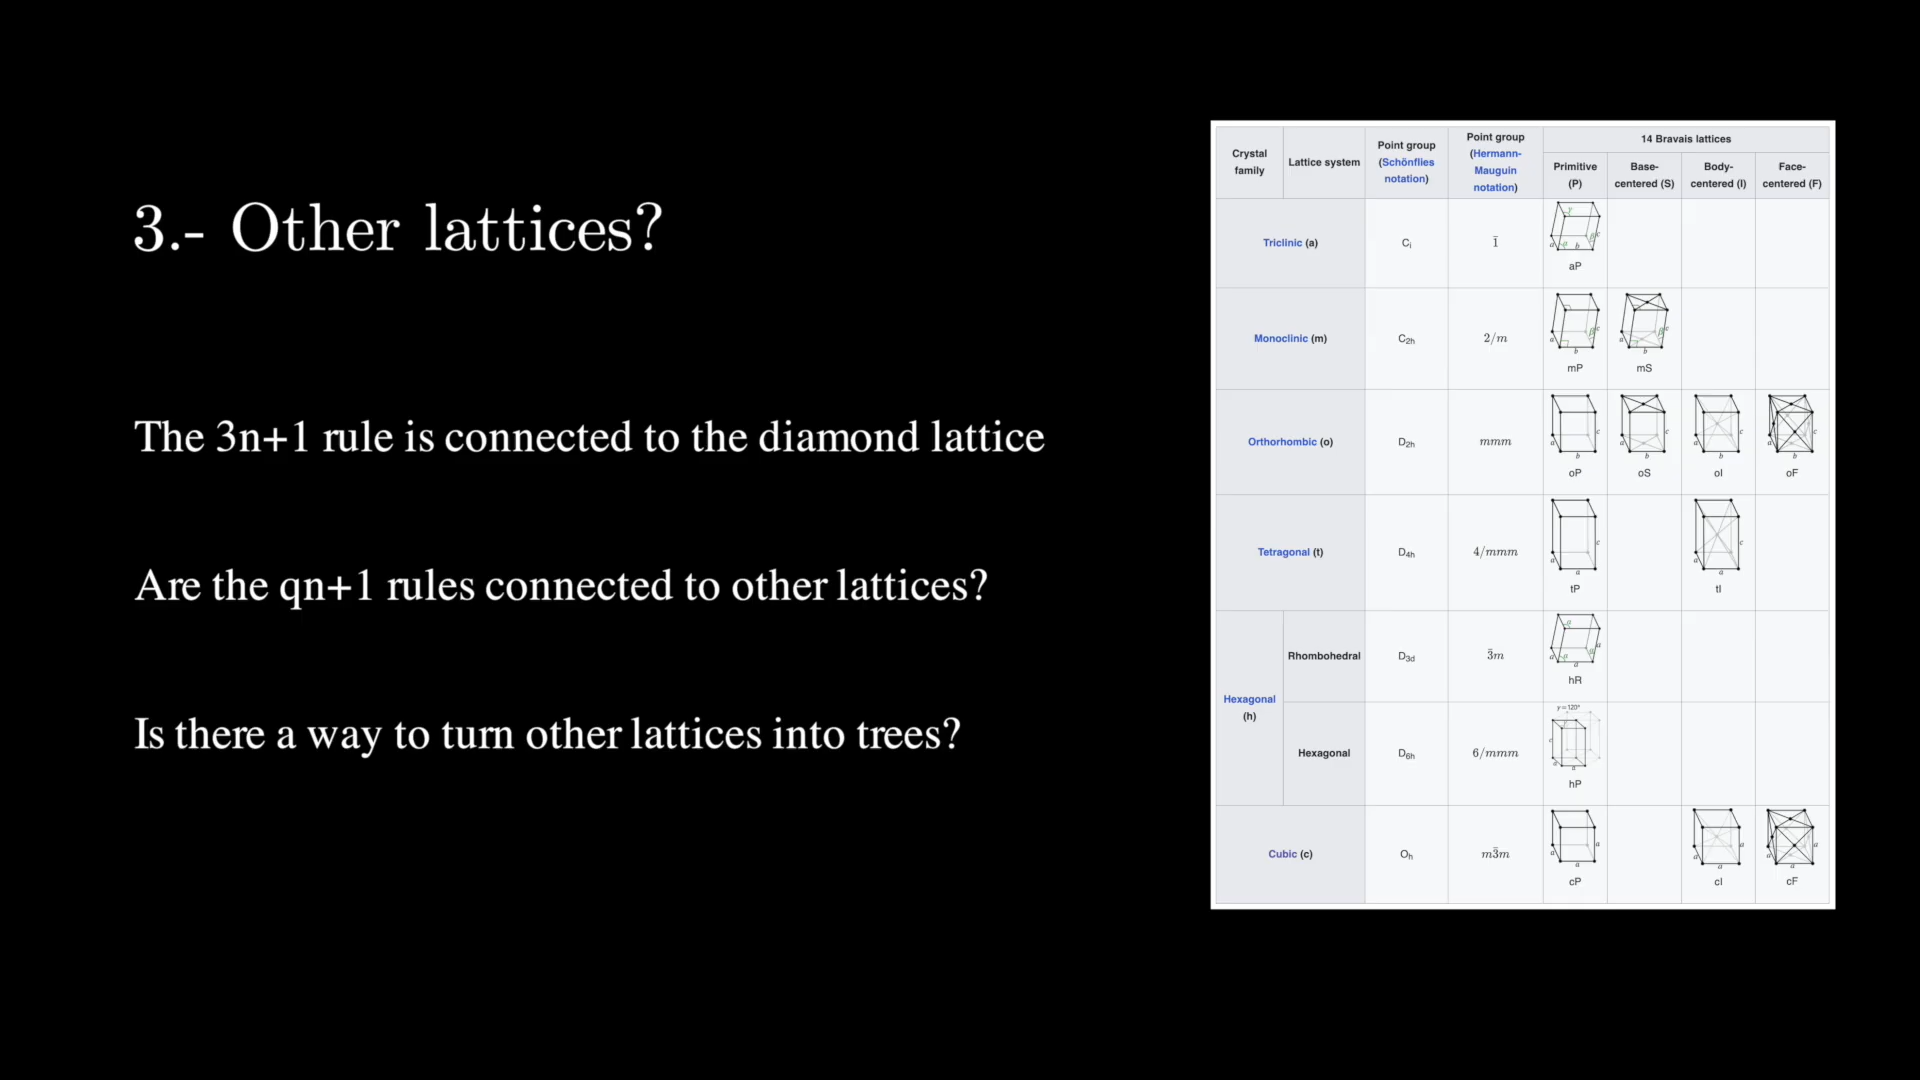 3.- Other lattices?
The 3n+1 rule is connected to the diamond lattice
Are the qn+1 rules connected to other lattices?
Is there a way to turn other lattices into trees?
Crystal family
Lattice system
Point group (Schönflies notation)
Point group (Hermann-Mauguin notation)
14 Bravais lattices
Primitive (P)
Base-centered (S)
Body-centered (I)
Face-centered (F)
Triclinic (a)
Ci
1̄
aP
Monoclinic (m)
C2h
2/m
mP
mS
Orthorhombic (o)
D2h
mmm
oP
oS
oI
oF
Tetragonal (t)
D4h
4/mmm
tP
tI
Hexagonal (h)
Rhombohedral
D3d
3̄m
hR
Hexagonal
D6h
6/mmm
γ = 120°
hP
Cubic (c)
Oh
m3̄m
cP
cI
cF